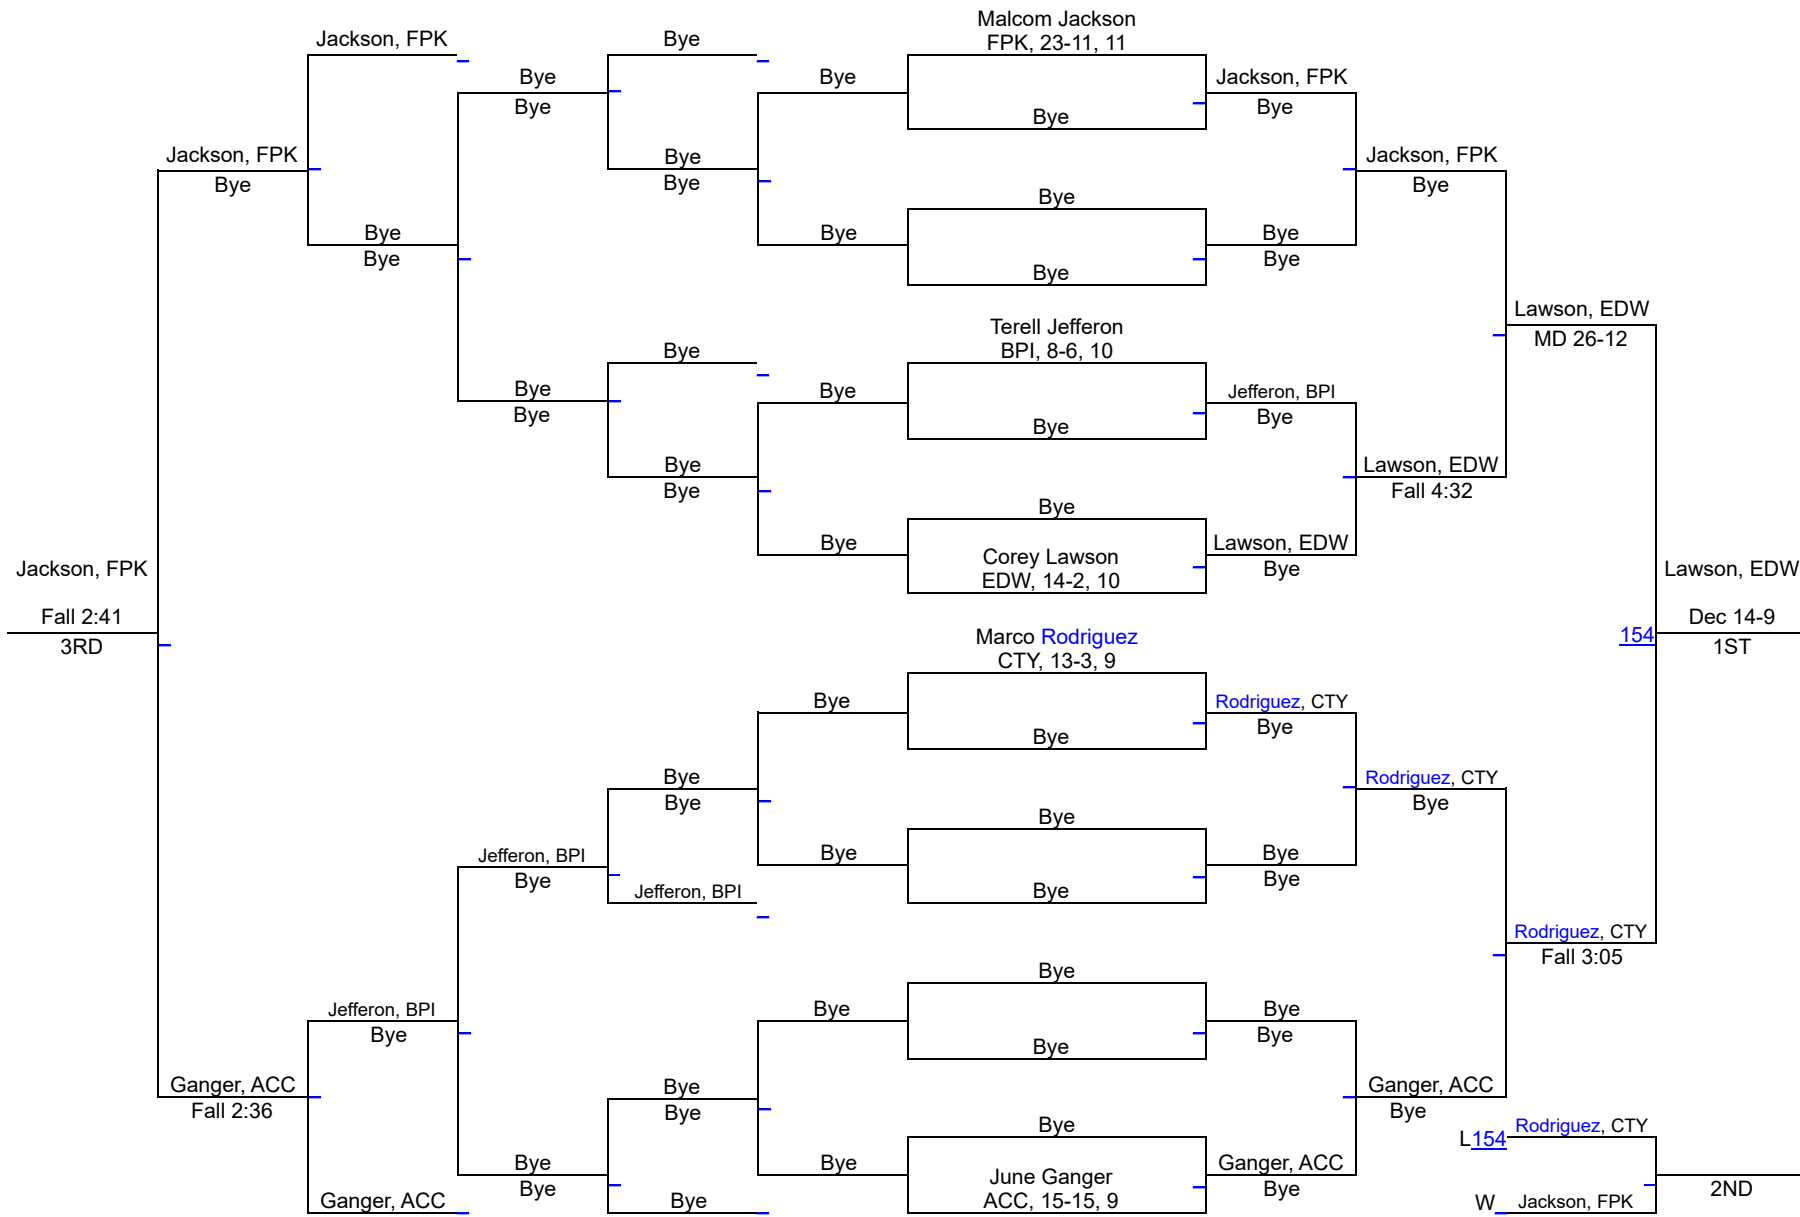 Malcom Jackson
Jackson, FPK
Bye
FPK, 23-11, 11
Bye
Bye
Jackson, FPK
Bye
Bye
Bye
Jackson, FPK
Bye
Jackson, FPK
Bye
Bye
Bye
Bye
Bye
Bye
Bye
Bye
Bye
Bye
Bye
Bye
Lawson, EDW
MD 26-12
Terell Jefferon
Bye
BPI, 8-6, 10
Bye
Bye
Jefferon, BPI
Bye
Bye
Bye
Bye
Lawson, EDW
Bye
Fall 4:32
Bye
Bye
Lawson, EDW
Corey Lawson
Jackson, FPK
Bye
Lawson, EDW
EDW, 14-2, 10
Fall 2:41
Dec 14-9
3RD
Marco Rodriguez
154
1ST
CTY, 13-3, 9
Bye
Rodriguez, CTY
Bye
Bye
Bye
Rodriguez, CTY
Bye
Bye
Bye
Jefferon, BPI
Bye
Bye
Bye
Bye
Jefferon, BPI
Bye
Rodriguez, CTY
Fall 3:05
Bye
Jefferon, BPI
Bye
Bye
Bye
Bye
Bye
Ganger, ACC
Bye
Ganger, ACC
Fall 2:36
Bye
Bye
Bye
Rodriguez, CTY
L154
Bye
Bye
Ganger, ACC
June Ganger
Bye
Bye
2ND
Ganger, ACC
Bye
ACC, 15-15, 9
W
Jackson, FPK